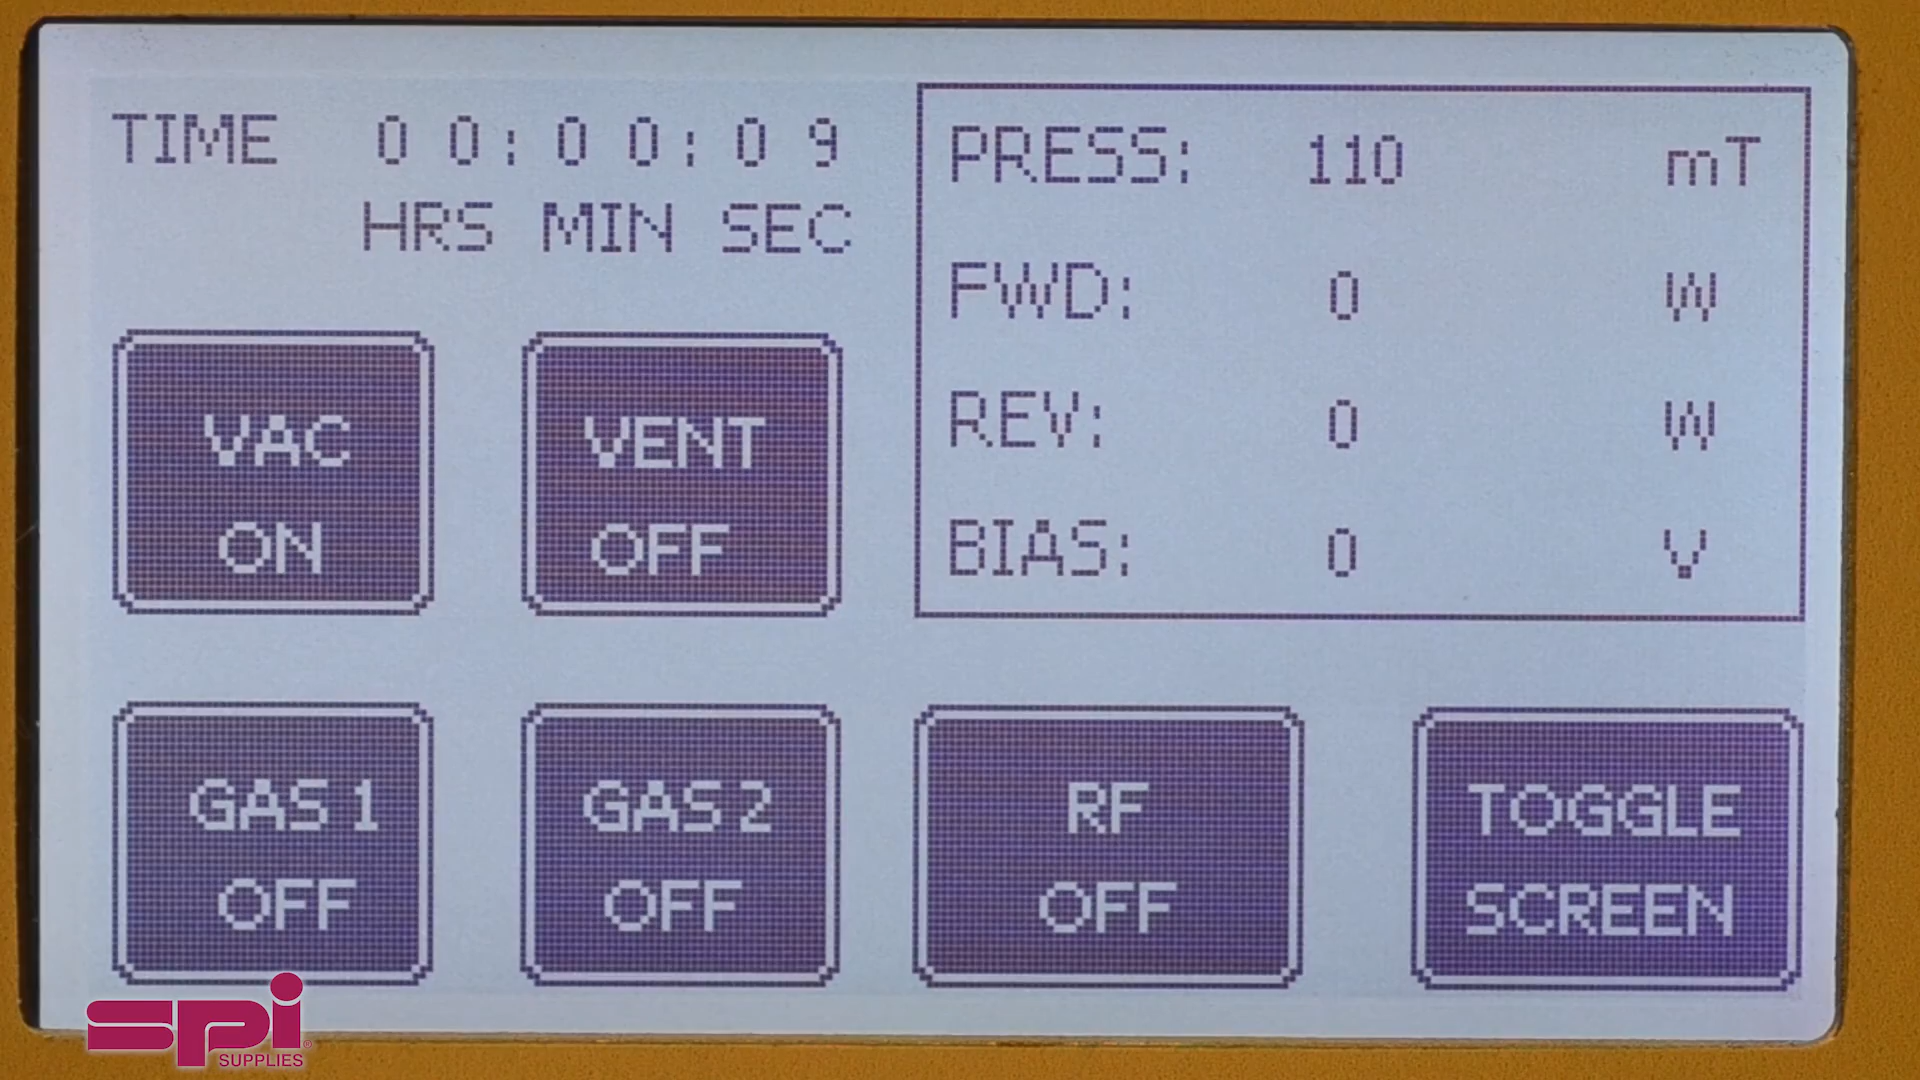 TIME 00:00:09
HRS MIN SEC
PRESS: 110 mT
FWD: 0 W
REV: 0 W
BIAS: 0 V
VAC
ON
VENT
OFF
GAS 1
OFF
GAS 2
OFF
RF
OFF
TOGGLE
SCREEN
spi
SUPPLIES®